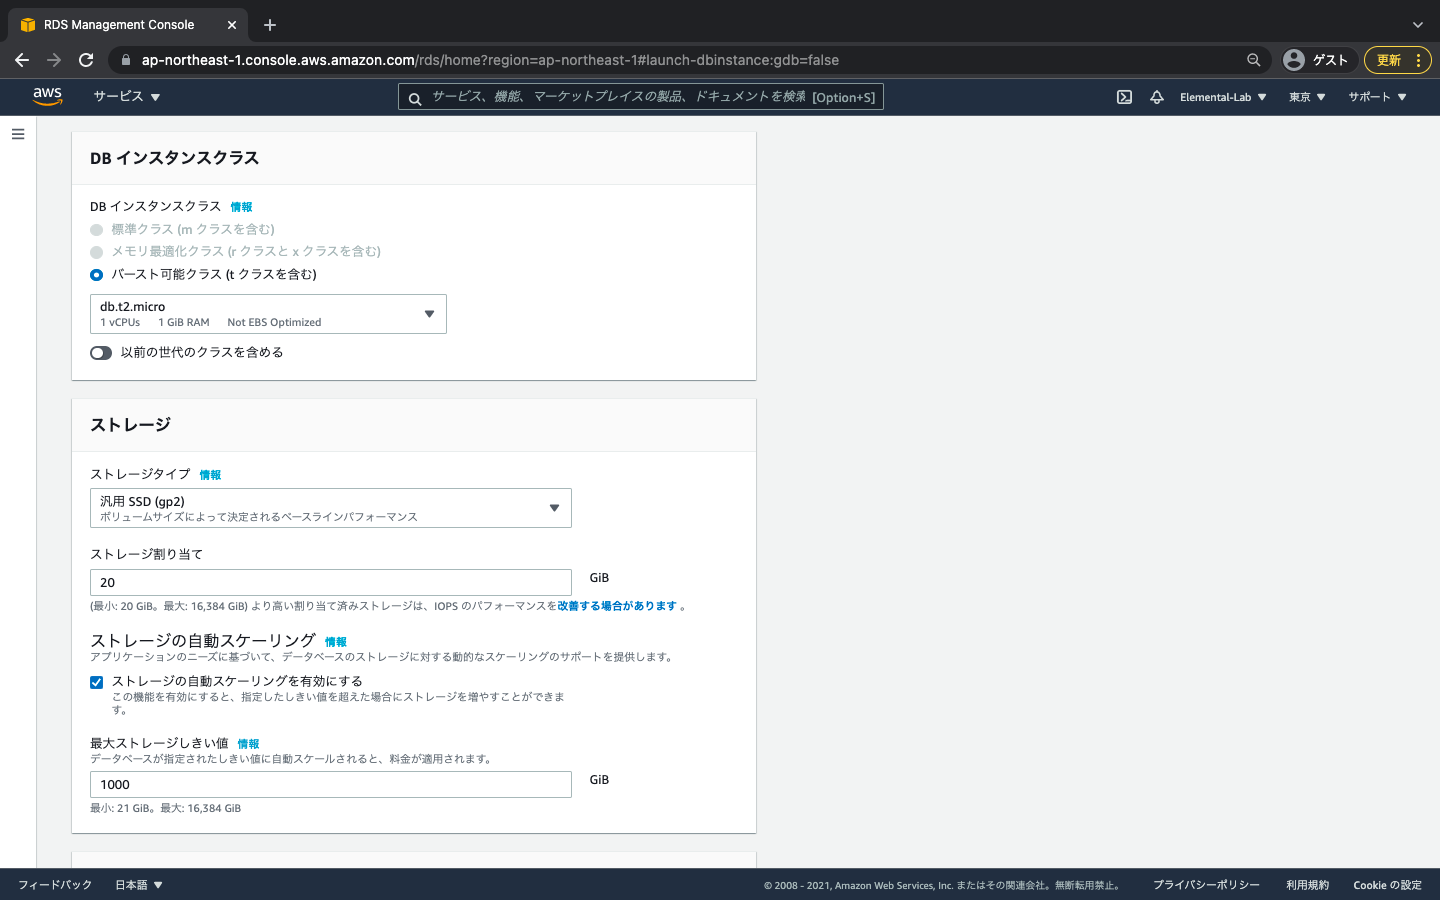 RDS Management Console
ap-northeast-1.console.aws.amazon.com/rds/home?region=ap-northeast-1#launch-dbinstance:gdb=false
ゲスト
更新
aws
サービス
サービス、機能、マーケットプレイスの製品、ドキュメントを検索 [Option+S]
Elemental-Lab
東京
サポート
DB インスタンスクラス
DB インスタンスクラス 情報
標準クラス (m クラスを含む)
メモリ最適化クラス (r クラスと x クラスを含む)
バースト可能クラス (t クラスを含む)
db.t2.micro
1 vCPUs 1 GiB RAM Not EBS Optimized
以前の世代のクラスを含める
ストレージ
ストレージタイプ 情報
汎用 SSD (gp2)
ボリュームサイズによって決定されるベースラインパフォーマンス
ストレージ割り当て
20 GiB
(最小: 20 GiB。最大: 16,384 GiB) より高い割り当て済みストレージは、IOPS のパフォーマンスを改善する場合があります 。
ストレージの自動スケーリング 情報
アプリケーションのニーズに基づいて、データベースのストレージに対する動的なスケーリングのサポートを提供します。
ストレージの自動スケーリングを有効にする
この機能を有効にすると、指定したしきい値を超えた場合にストレージを増やすことができま
す。
最大ストレージしきい値 情報
データベースが指定されたしきい値に自動スケールされると、料金が適用されます。
1000 GiB
最小: 21 GiB。最大: 16,384 GiB
フィードバック
日本語
© 2008 - 2021, Amazon Web Services, Inc. またはその関連会社。無断転用禁止。
プライバシーポリシー
利用規約
Cookie の設定